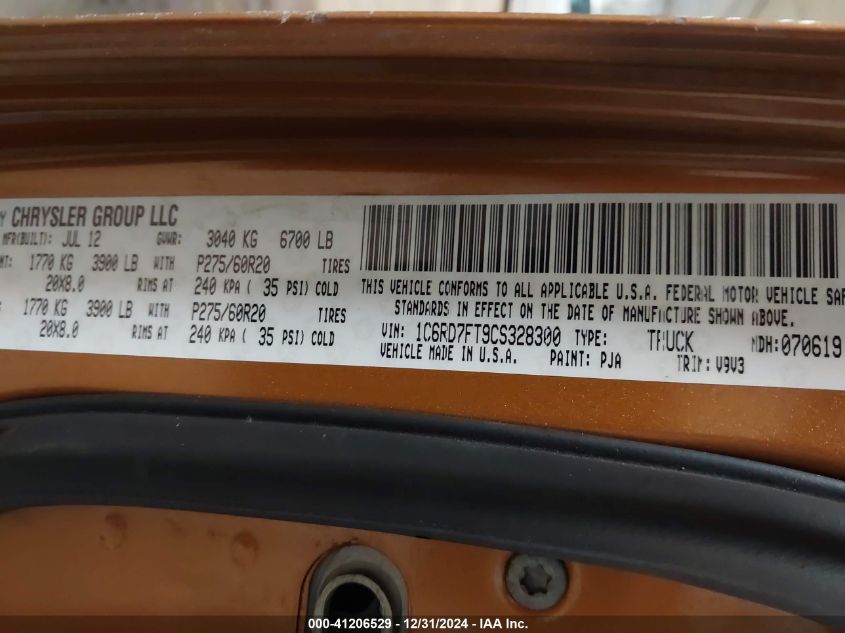 CHRYSLER GROUP LLC
MFR(BUILT): JUL 12 GVWR: 3040 KG 6700 LB
1770 KG 3900 LB WITH P275/60R20 TIRES
20X8.0 RIMS AT 240 KPA ( 35 PSI) COLD
1770 KG 3900 LB WITH P275/60R20 TIRES
20X8.0 RIMS AT 240 KPA ( 35 PSI) COLD
THIS VEHICLE CONFORMS TO ALL APPLICABLE U.S.A. FEDERAL MOTOR VEHICLE
STANDARDS IN EFFECT ON THE DATE OF MANUFACTURE SHOWN ABOVE.
VIN: 1C6RD7FT9CS328300 TYPE: TRUCK MDH:070619
VEHICLE MADE IN U.S.A. PAINT: PJA TRIM: V9V3
000-41206529 - 12/31/2024 - IAA Inc.